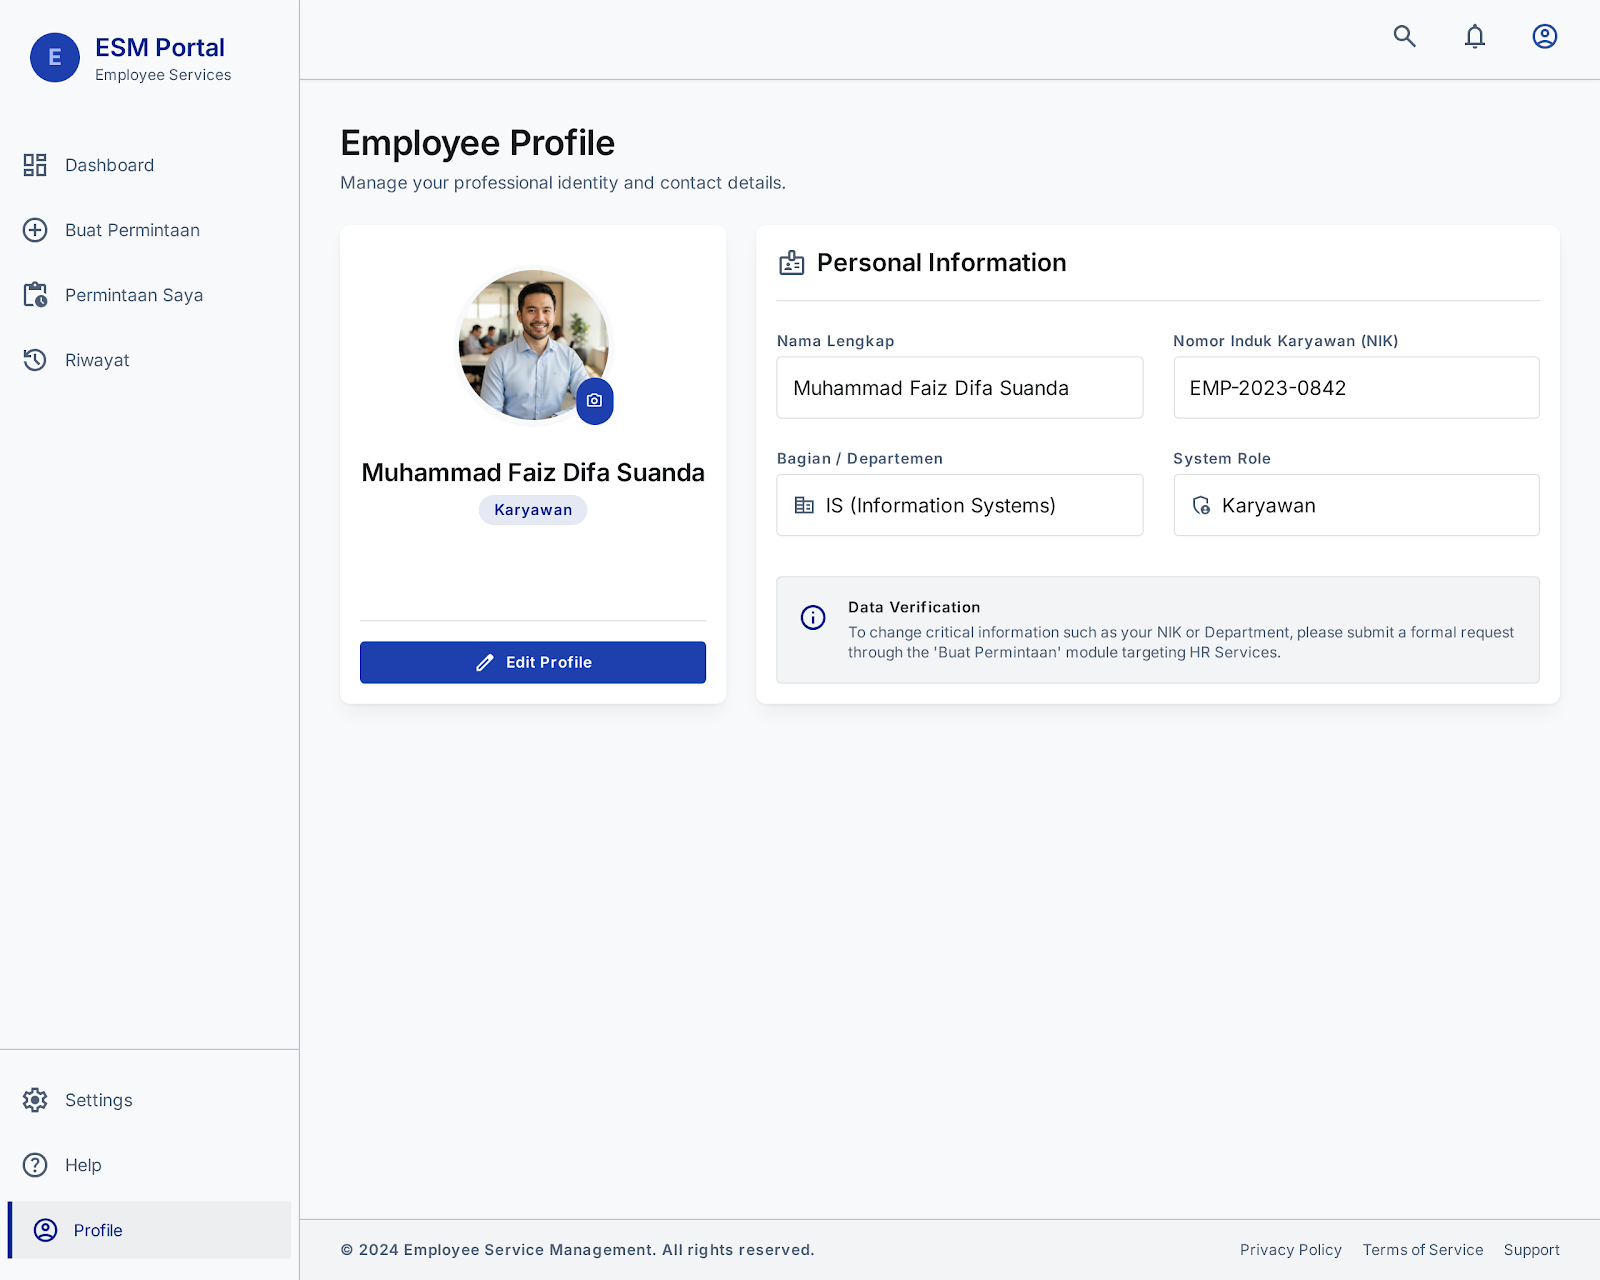 E
ESM Portal
Employee Services
Dashboard
Buat Permintaan
Permintaan Saya
Riwayat
Settings
Help
Profile
Employee Profile
Manage your professional identity and contact details.
Muhammad Faiz Difa Suanda
Karyawan
Edit Profile
Personal Information
Nama Lengkap
Muhammad Faiz Difa Suanda
Nomor Induk Karyawan (NIK)
EMP-2023-0842
Bagian / Departemen
IS (Information Systems)
System Role
Karyawan
Data Verification
To change critical information such as your NIK or Department, please submit a formal request
through the 'Buat Permintaan' module targeting HR Services.
© 2024 Employee Service Management. All rights reserved.
Privacy Policy
Terms of Service
Support